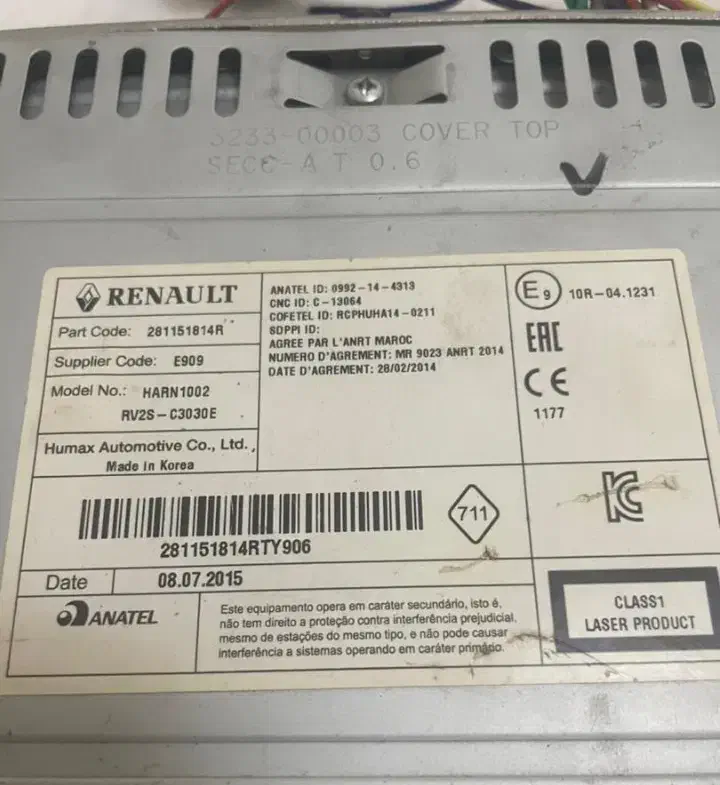 3233-00003 COVER TOP
SECC-A T 0.6
RENAULT
Part Code: 281151814R
Supplier Code: E909
Model No.: HARN1002
RV2S-C3030E
Humax Automotive Co., Ltd.,
Made in Korea
ANATEL ID: 0992-14-4313
CNC ID: C-13064
COFETEL ID: RCPHUHA14-0211
SDPPI ID:
AGREE PAR L'ANRT MAROC
NUMERO D'AGREMENT: MR 9023 ANRT 2014
DATE D'AGREMENT: 28/02/2014
E9 10R-04.1231
EAC
CE
1177
281151814RTY906
711
KC
Date 08.07.2015
ANATEL
Este equipamento opera em caráter secundário, isto é,
não tem direito a proteção contra interferência prejudicial,
mesmo de estações do mesmo tipo, e não pode causar
interferência a sistemas operando em caráter primário.
CLASS1
LASER PRODUCT